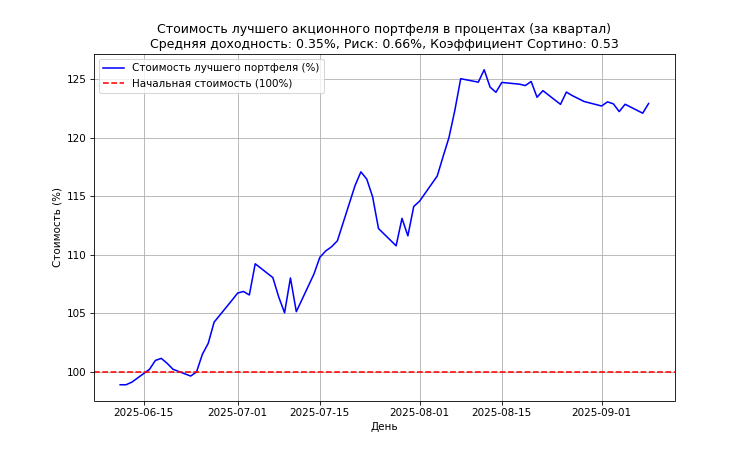 Стоимость лучшего акционного портфеля в процентах (за квартал)
Средняя доходность: 0.35%, Риск: 0.66%, Коэффициент Сортино: 0.53
Стоимость лучшего портфеля (%)
Начальная стоимость (100%)
Стоимость (%)
125
120
115
110
105
100
2025-06-15
2025-07-01
2025-07-15
2025-08-01
2025-08-15
2025-09-01
День